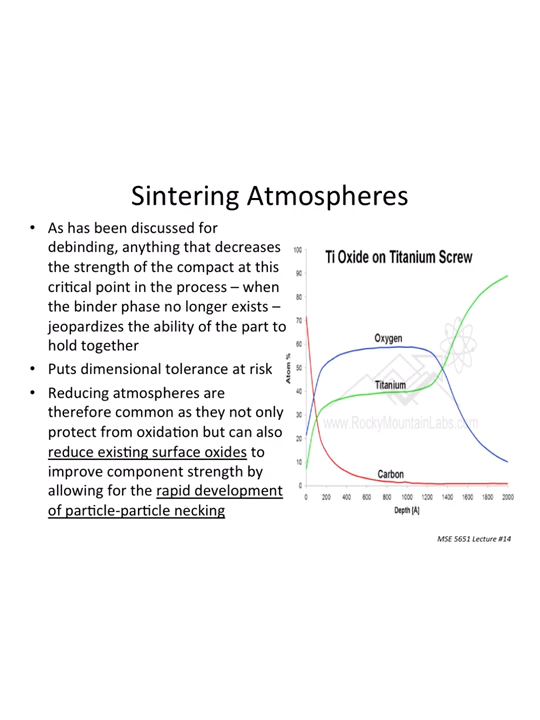 Sintering Atmospheres
• As has been discussed for
debinding, anything that decreases
the strength of the compact at this
critical point in the process – when
the binder phase no longer exists –
jeopardizes the ability of the part to
hold together
• Puts dimensional tolerance at risk
• Reducing atmospheres are
therefore common as they not only
protect from oxidation but can also
reduce existing surface oxides to
improve component strength by
allowing for the rapid development
of particle-particle necking
Ti Oxide on Titanium Screw
100
90
80
70
60
50
40
30
20
10
0
Atom %
Oxygen
Titanium
www.RockyMountainLabs.com
Carbon
0 200 400 600 800 1000 1200 1400 1600 1800 2000
Depth [Å]
MSE 5651 Lecture #14